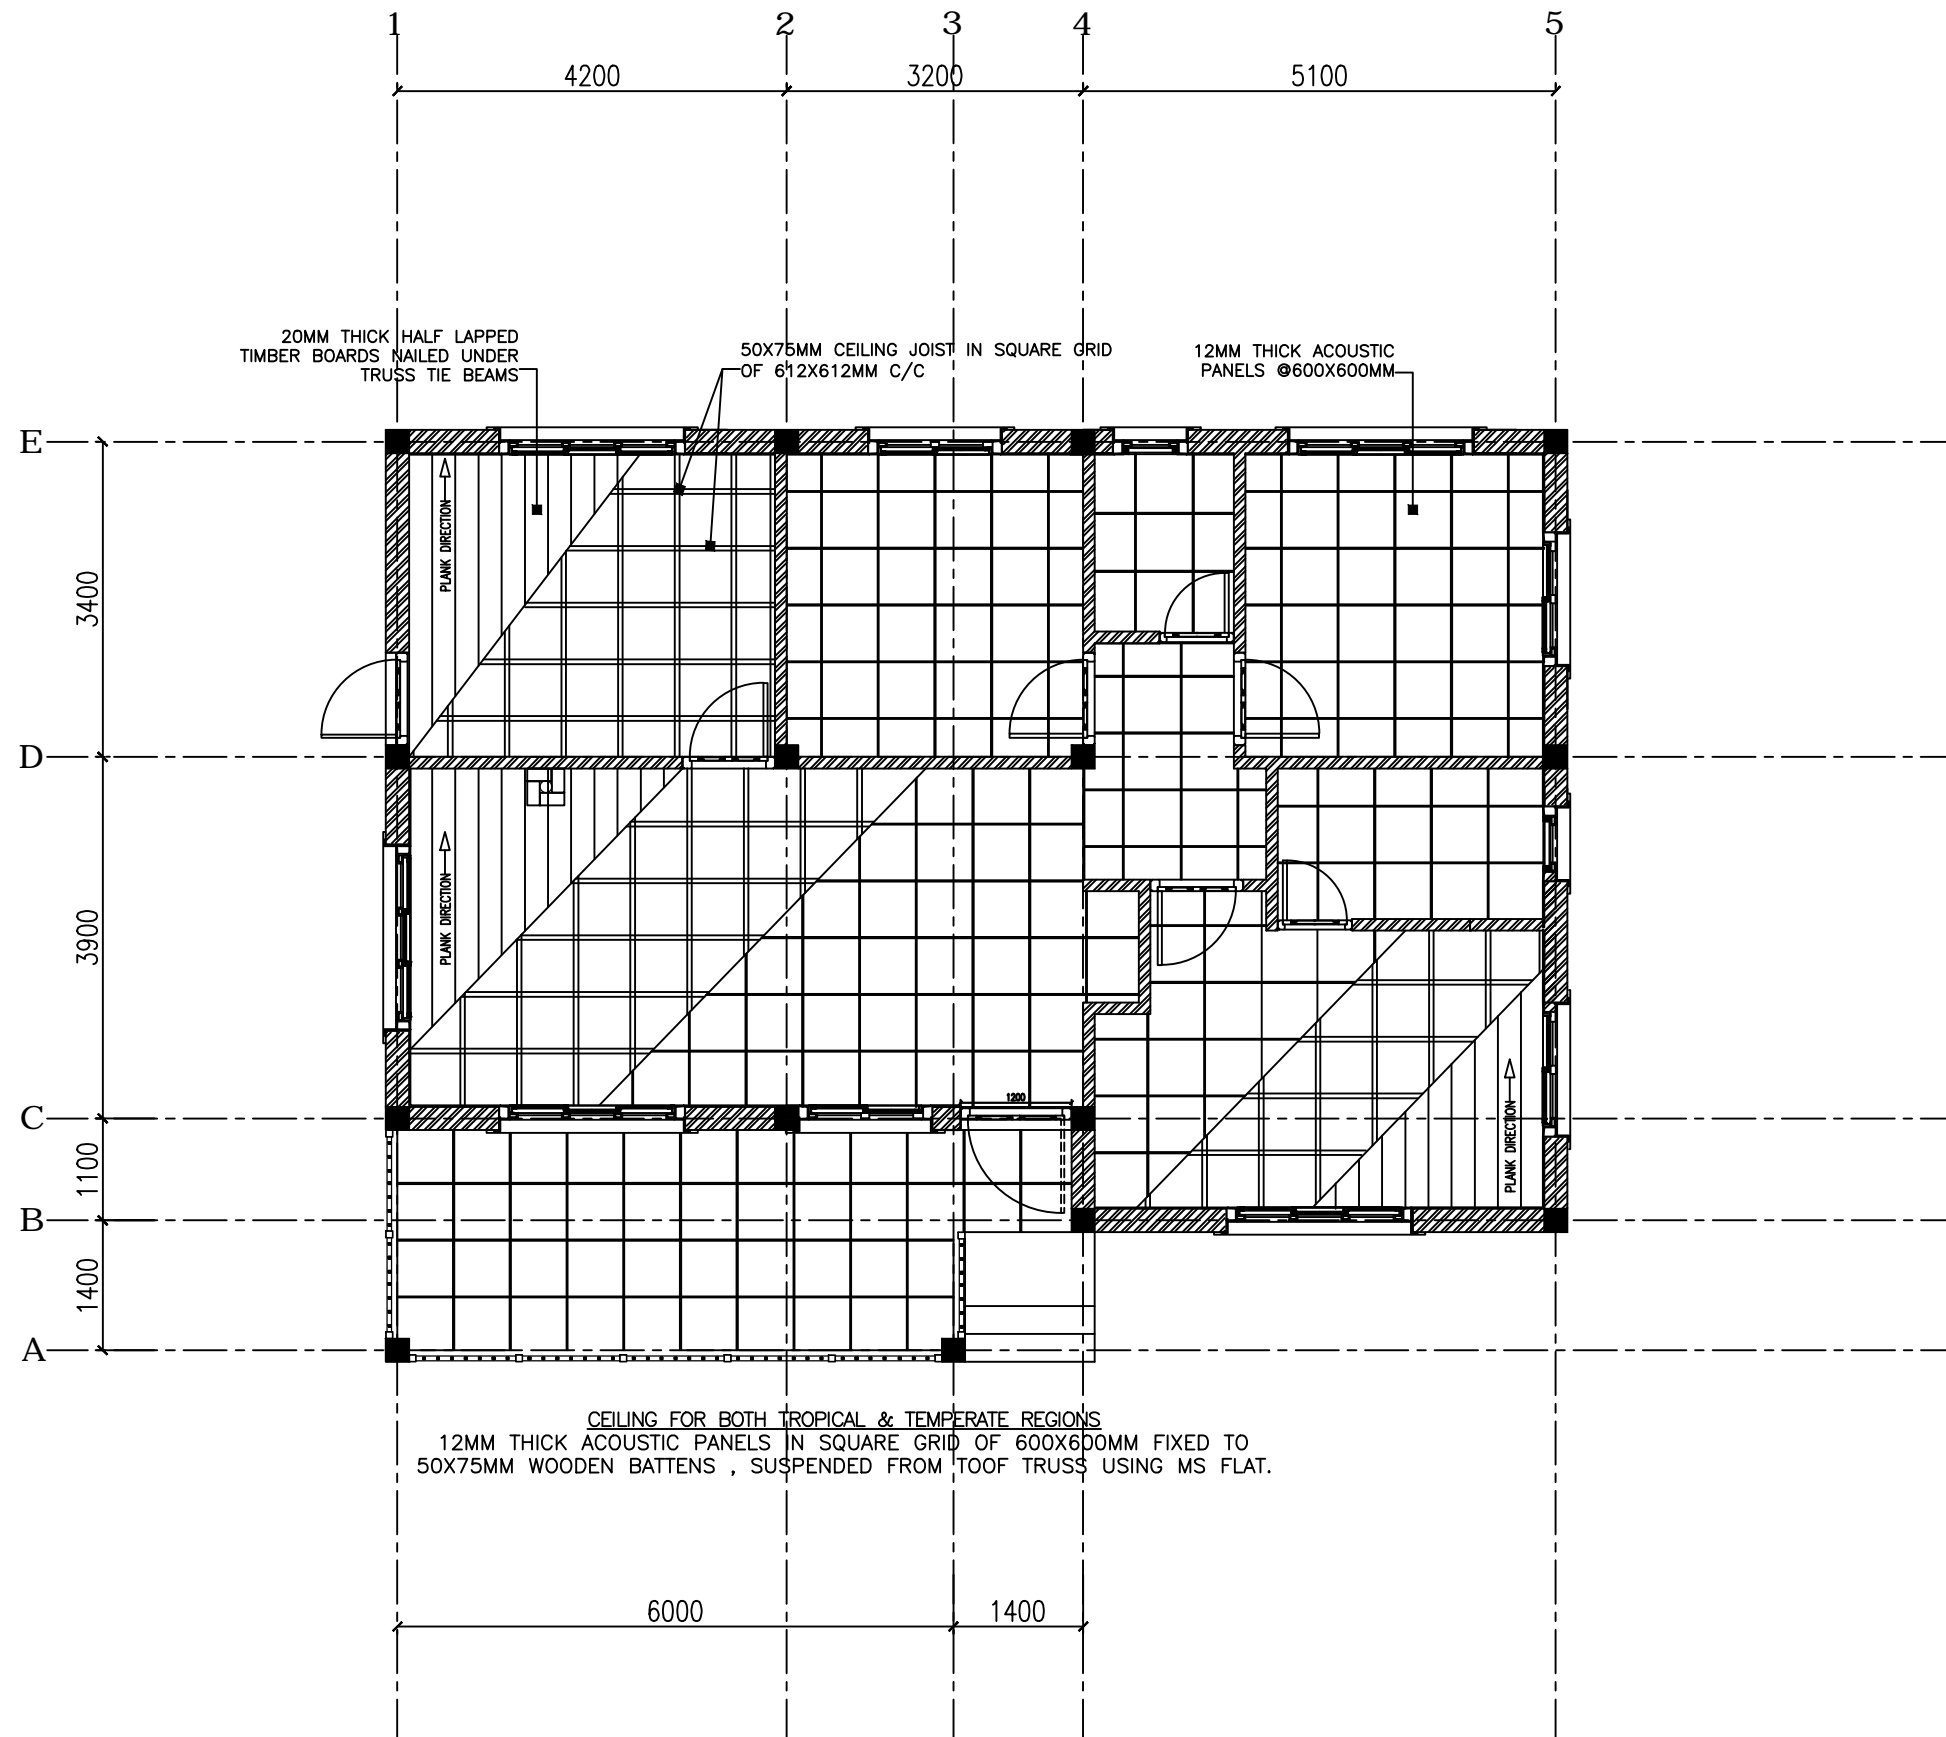 1 2 3 4 5
4200 3200 5100
20MM THICK HALF LAPPED
TIMBER BOARDS NAILED UNDER
TRUSS TIE BEAMS
50X75MM CEILING JOIST IN SQUARE GRID
OF 612X612MM C/C
12MM THICK ACOUSTIC
PANELS @600X600MM
E
PLANK DIRECTION
3400
D
PLANK DIRECTION
3900
C
1200
PLANK DIRECTION
1100
B
1400
A
CEILING FOR BOTH TROPICAL & TEMPERATE REGIONS
12MM THICK ACOUSTIC PANELS IN SQUARE GRID OF 600X600MM FIXED TO
50X75MM WOODEN BATTENS , SUSPENDED FROM TOOF TRUSS USING MS FLAT.
6000 1400